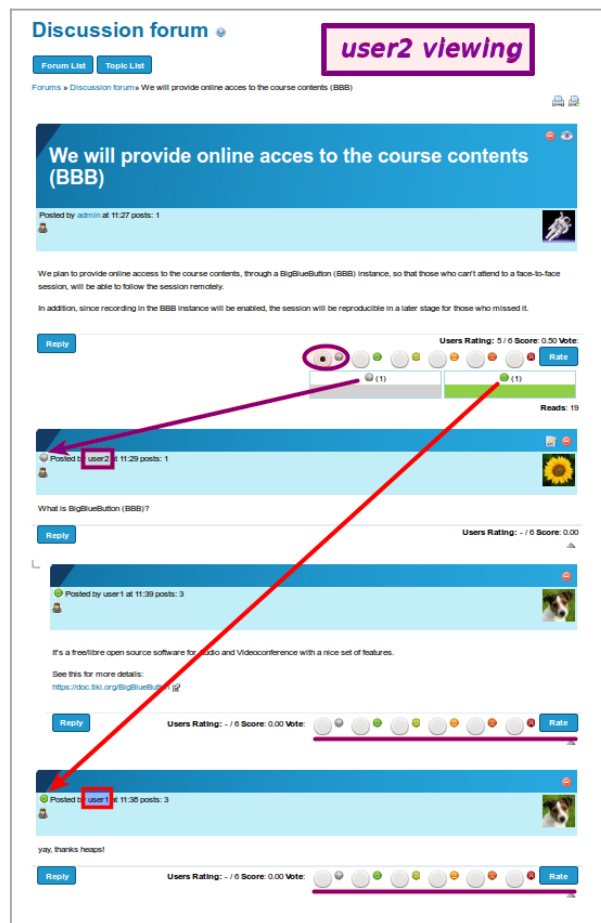 Discussion forum
user2 viewing
Forum List Topic List
Forums » Discussion forum» We will provide online acces to the course contents (BBB)
We will provide online acces to the course contents
(BBB)
Posted by admin at 11:27 posts: 1
We plan to provide online access to the course contents, through a BigBlueButton (BBB) instance, so that those who can't attend to a face-to-face
session, will be able to follow the session remotely.
In addition, since recording in the BBB instance will be enabled, the session will be reproducible in a later stage for those who missed it.
Reply
Users Rating: 5 / 6 Score: 0.50 Vote:
Rate
(1) (1)
Reads: 19
Posted by user2 at 11:29 posts: 1
What is BigBlueButton (BBB)?
Reply
Users Rating: - / 6 Score: 0.00
Posted by user1 at 11:39 posts: 3
It's a free/libre open source software for Audio and Videoconference with a nice set of features.
See this for more details:
https://doc.tiki.org/BigBlueButton
Reply Users Rating: - / 6 Score: 0.00 Vote: Rate
Posted by user1 at 11:38 posts: 3
yay, thanks heaps!
Reply Users Rating: - / 6 Score: 0.00 Vote: Rate